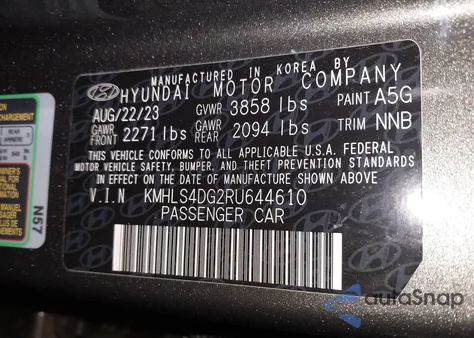 MANUFACTURED IN KOREA BY
HYUNDAI MOTOR COMPANY
AUG/22/23 GVWR 3858 lbs PAINT A5G
GAWR FRONT 2271 lbs GAWR REAR 2094 lbs TRIM NNB
THIS VEHICLE CONFORMS TO ALL APPLICABLE U.S.A. FEDERAL
MOTOR VEHICLE SAFETY, BUMPER, AND THEFT PREVENTION STANDARDS
IN EFFECT ON THE DATE OF MANUFACTURE SHOWN ABOVE.
V.I.N KMHLS4DG2RU644610
PASSENGER CAR
N57
autoSnap